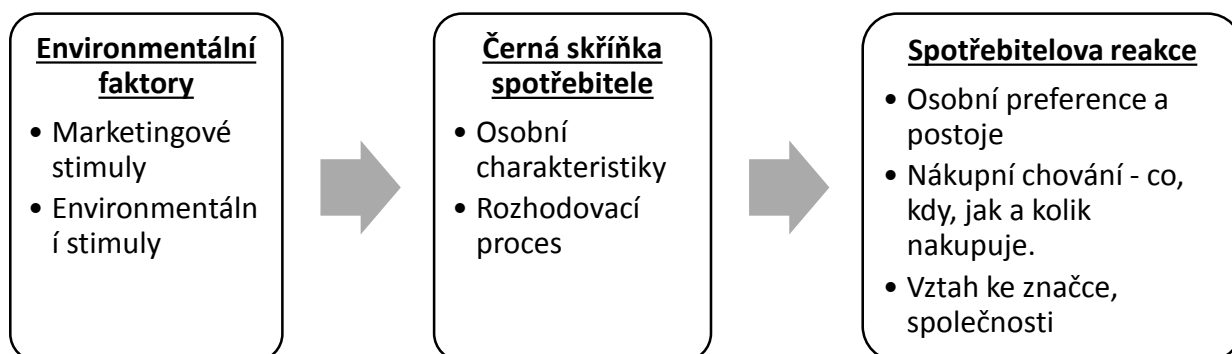 Environmentální
faktory
• Marketingové
stimuly
• Environmentáln
í stimuly
Černá skříňka
spotřebitele
• Osobní
charakteristiky
• Rozhodovací
proces
Spotřebitelova reakce
• Osobní preference a
postoje
• Nákupní chování - co,
kdy, jak a kolik
nakupuje.
• Vztah ke značce,
společnosti